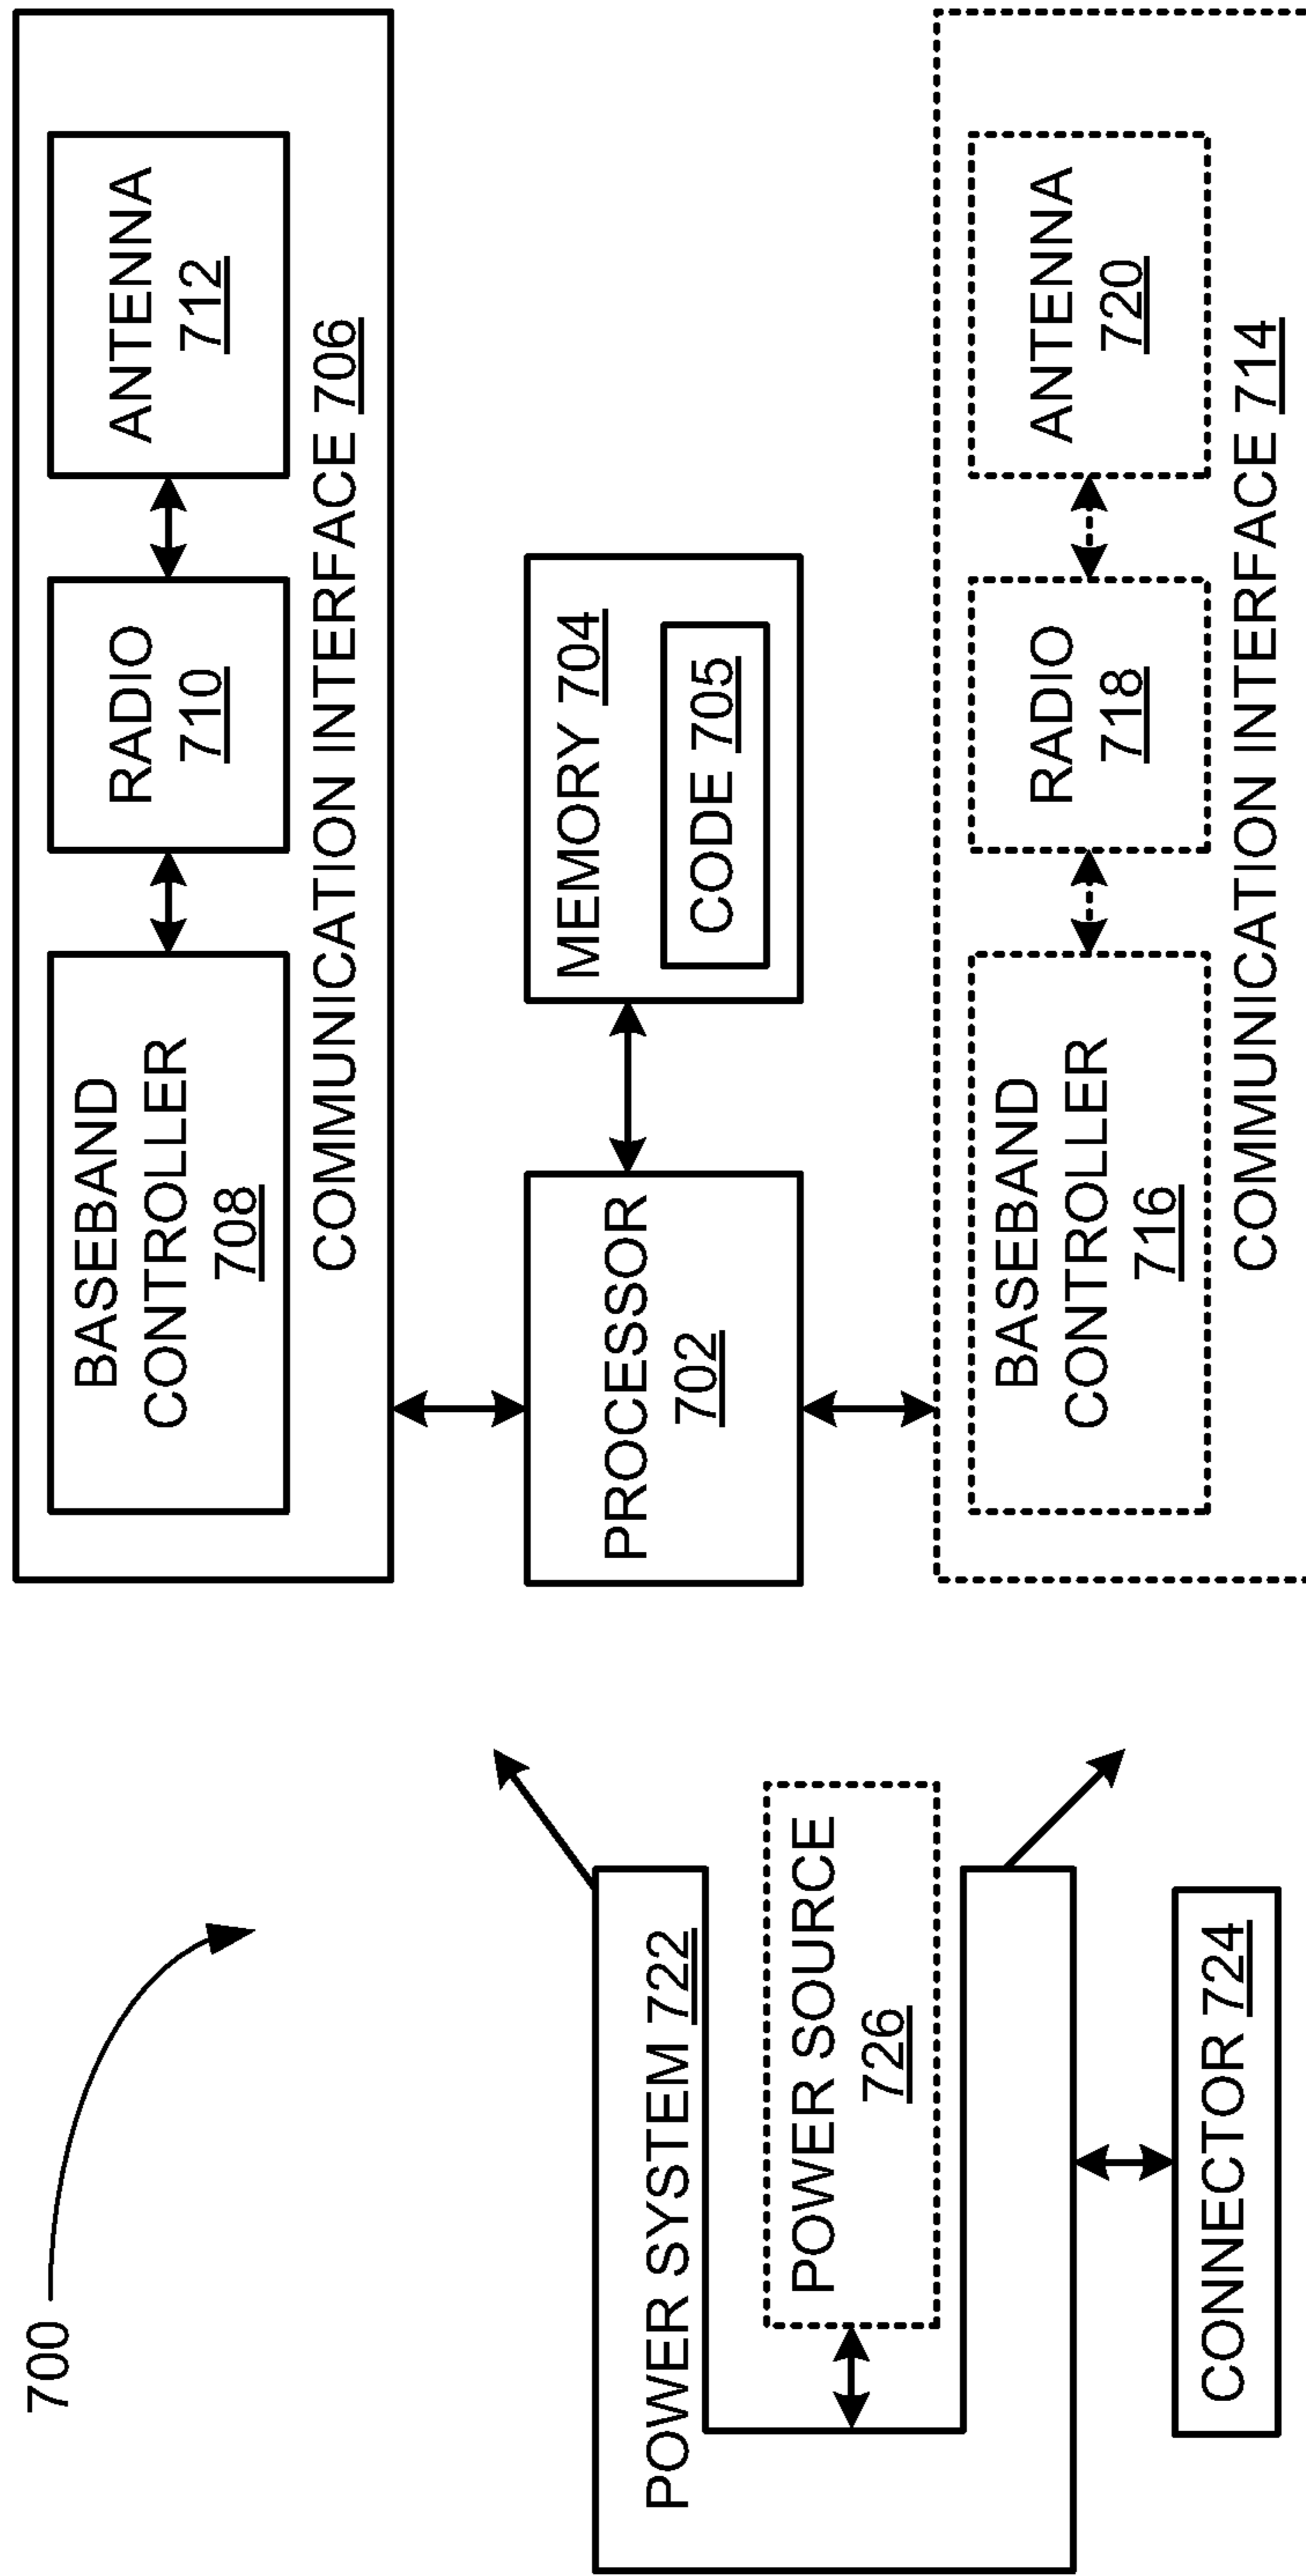 700
BASEBAND
CONTROLLER
708
RADIO
710
ANTENNA
712
COMMUNICATION INTERFACE 706
POWER SYSTEM 722
POWER SOURCE
726
CONNECTOR 724
PROCESSOR
702
MEMORY 704
CODE 705
BASEBAND
CONTROLLER
716
RADIO
718
ANTENNA
720
COMMUNICATION INTERFACE 714